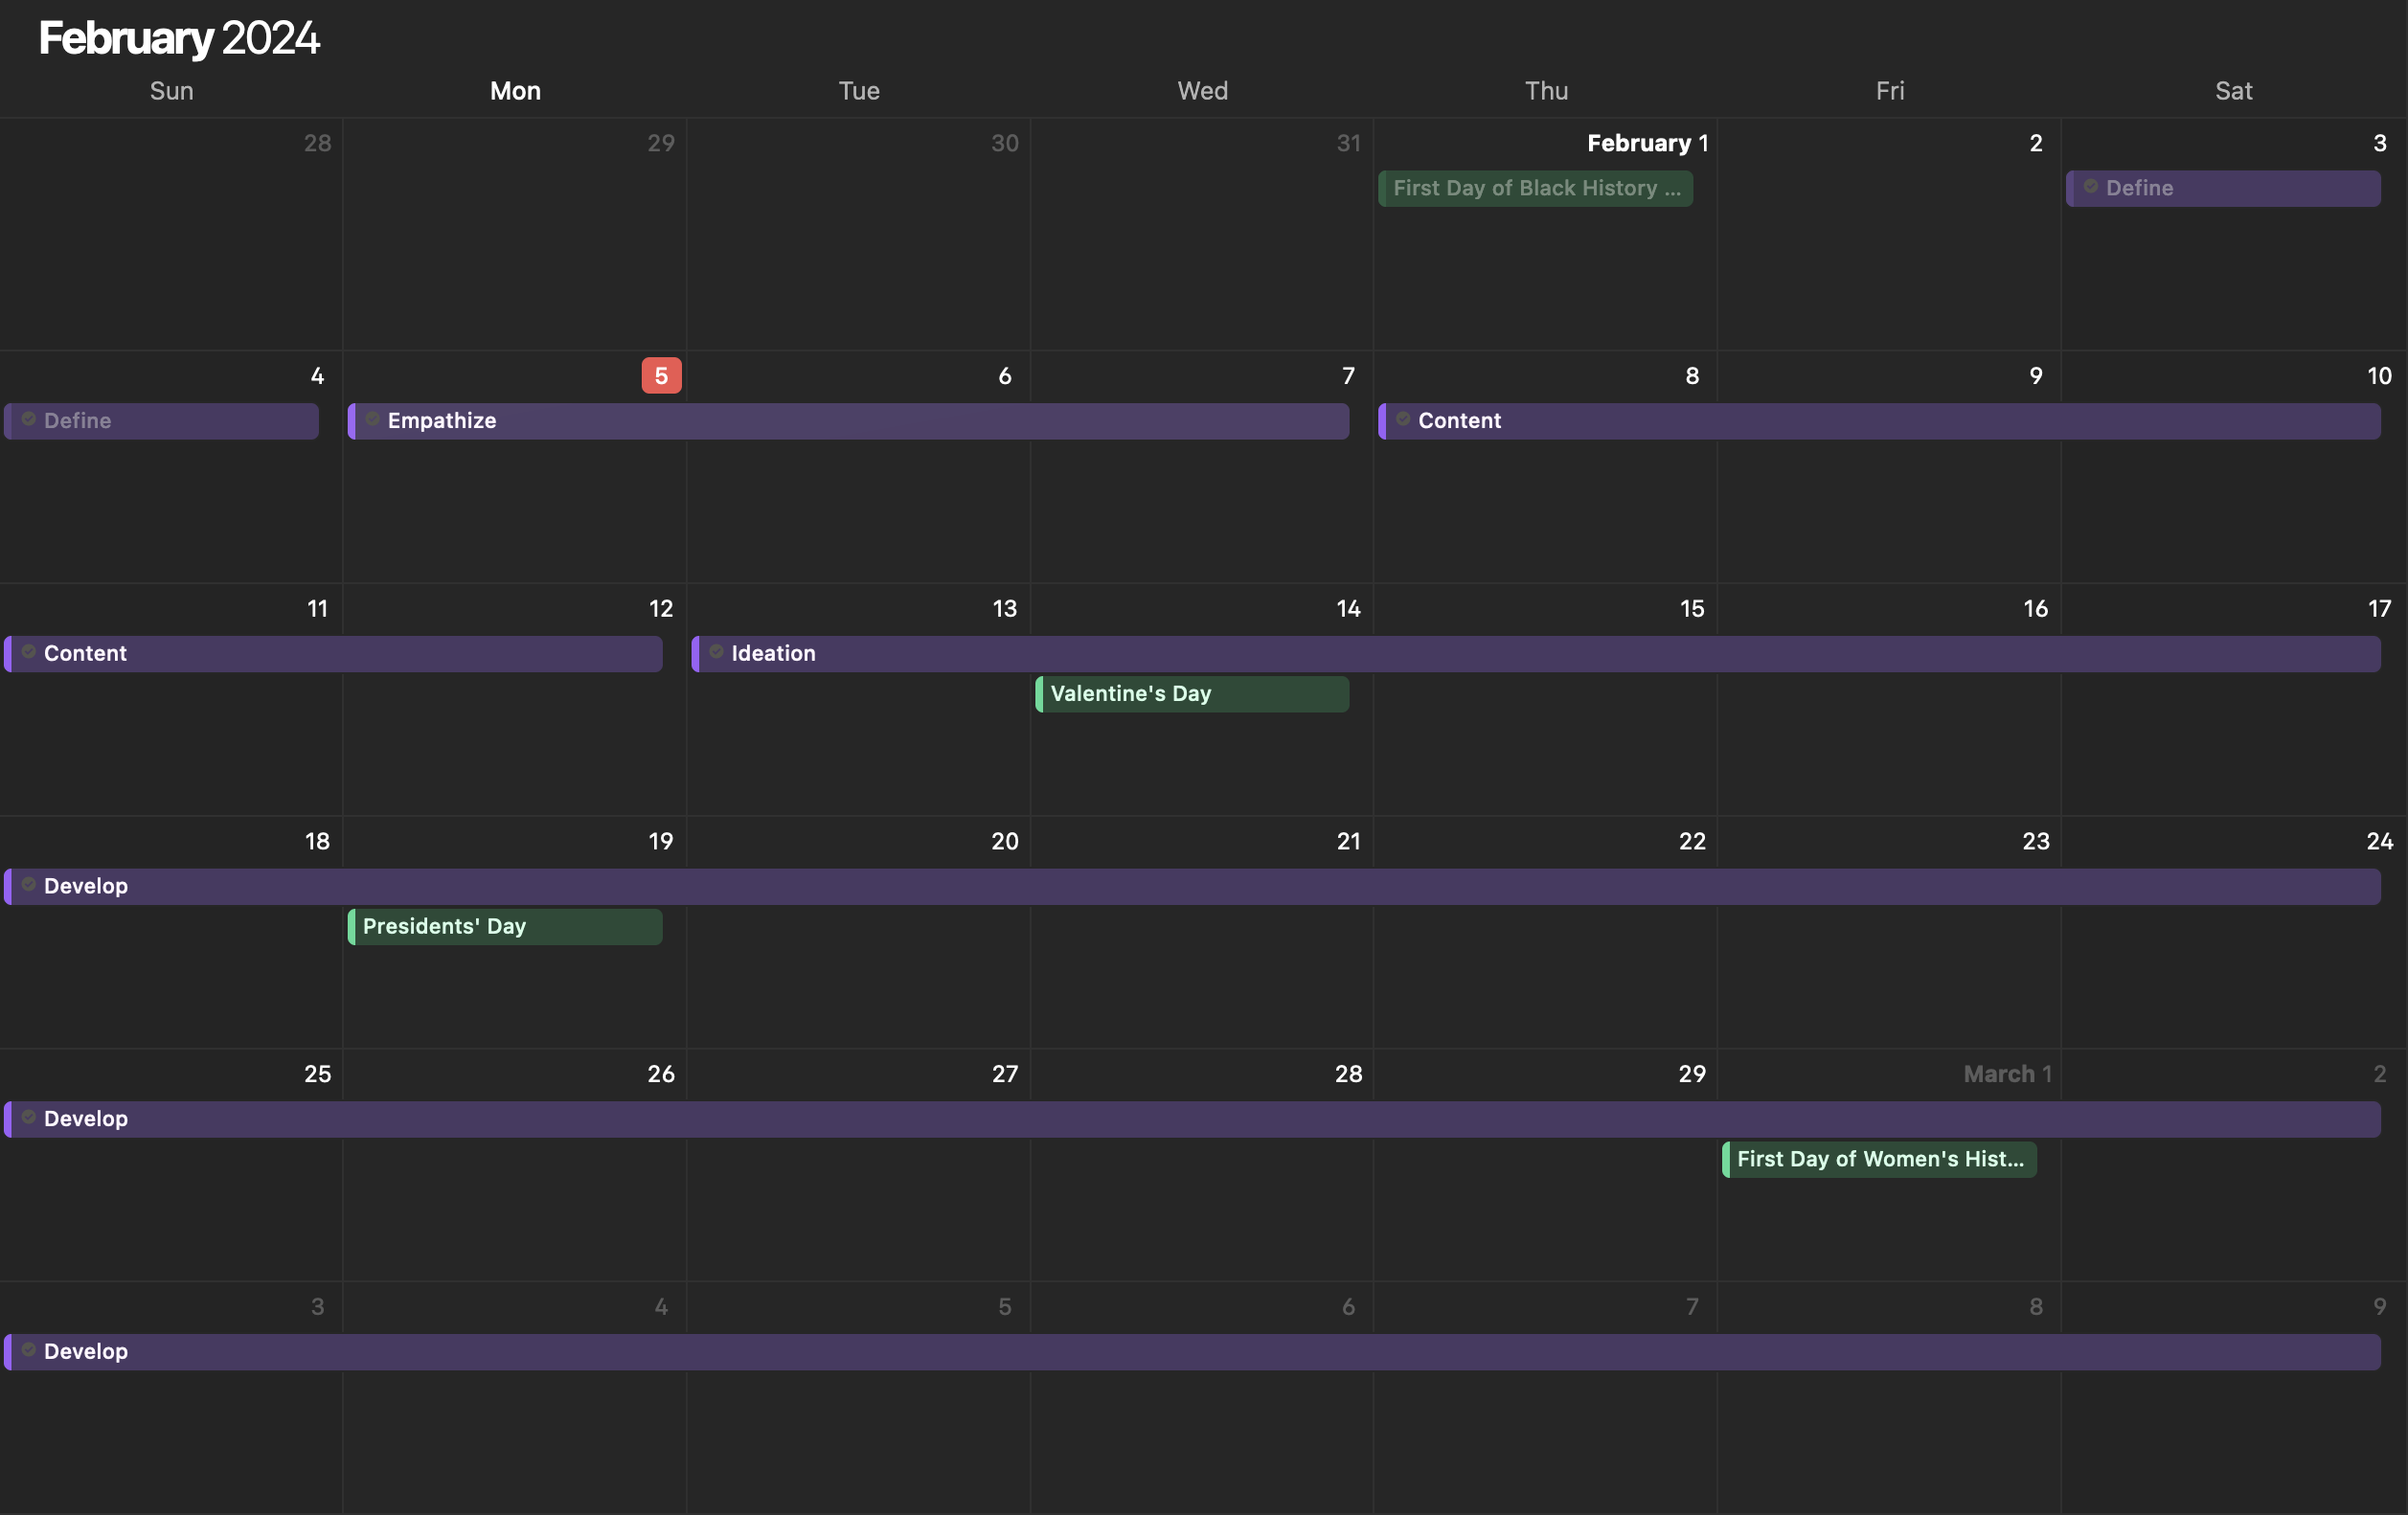 February 2024
Sun Mon Tue Wed Thu Fri Sat
28 29 30 31 February 1 2 3
First Day of Black History ... Define
4 5 6 7 8 9 10
Define Empathize Content
11 12 13 14 15 16 17
Content Ideation
Valentine's Day
18 19 20 21 22 23 24
Develop
Presidents' Day
25 26 27 28 29 March 1 2
Develop
First Day of Women's Hist...
3 4 5 6 7 8 9
Develop